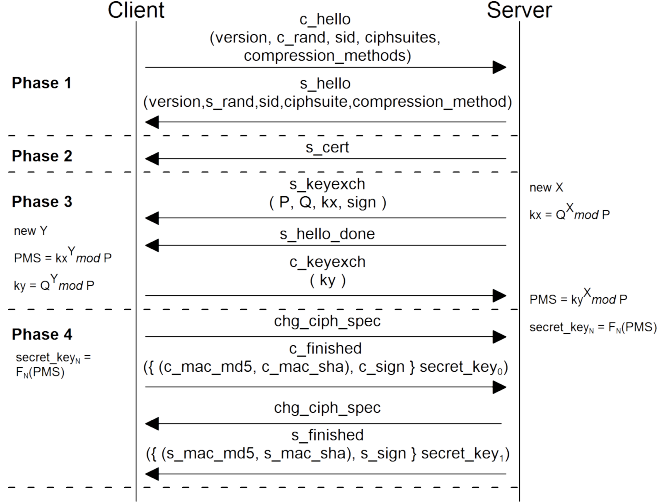 Client
Server
c_hello
(version, c_rand, sid, ciphsuites,
compression_methods)
Phase 1
s_hello
(version,s_rand,sid,ciphsuite,compression_method)
Phase 2
s_cert
Phase 3
s_keyexch
( P, Q, kx, sign )
new X
kx = Q^X mod P
new Y
s_hello_done
PMS = kx^Y mod P
c_keyexch
ky = Q^Y mod P
( ky )
PMS = ky^X mod P
Phase 4
chg_ciph_spec
secret_key_N = F_N(PMS)
secret_key_N =
F_N(PMS)
c_finished
({ (c_mac_md5, c_mac_sha), c_sign } secret_key_0)
chg_ciph_spec
s_finished
({ (s_mac_md5, s_mac_sha), s_sign } secret_key_1)